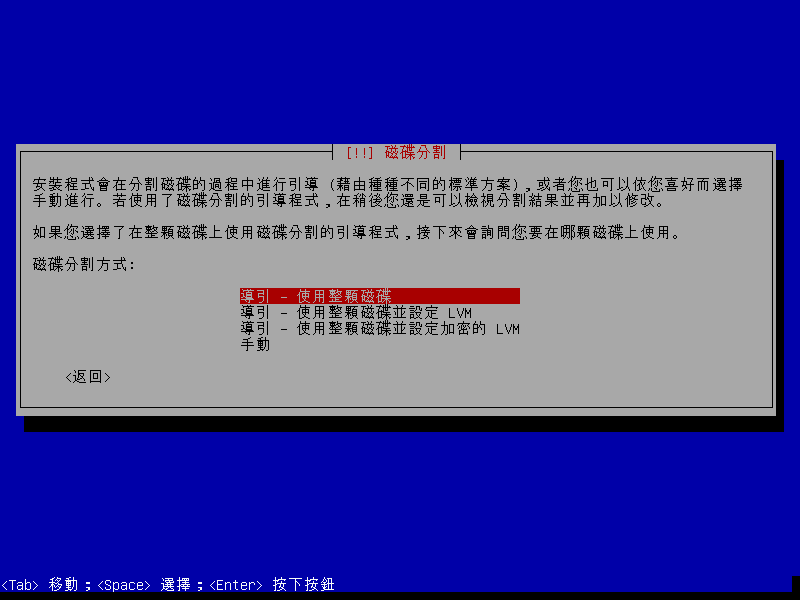 [!!] 磁碟分割
安裝程式會在分割磁碟的過程中進行引導 (藉由種種不同的標準方案)，或者您也可以依您喜好而選擇
手動進行。若使用了磁碟分割的引導程式，在稍後您還是可以檢視分割結果並再加以修改。
如果您選擇了在整顆磁碟上使用磁碟分割的引導程式，接下來會詢問您要在哪顆磁碟上使用。
磁碟分割方式:
導引 - 使用整顆磁碟
導引 - 使用整顆磁碟並設定 LVM
導引 - 使用整顆磁碟並設定加密的 LVM
手動
<返回>
<Tab> 移動；<Space> 選擇；<Enter> 按下按鈕